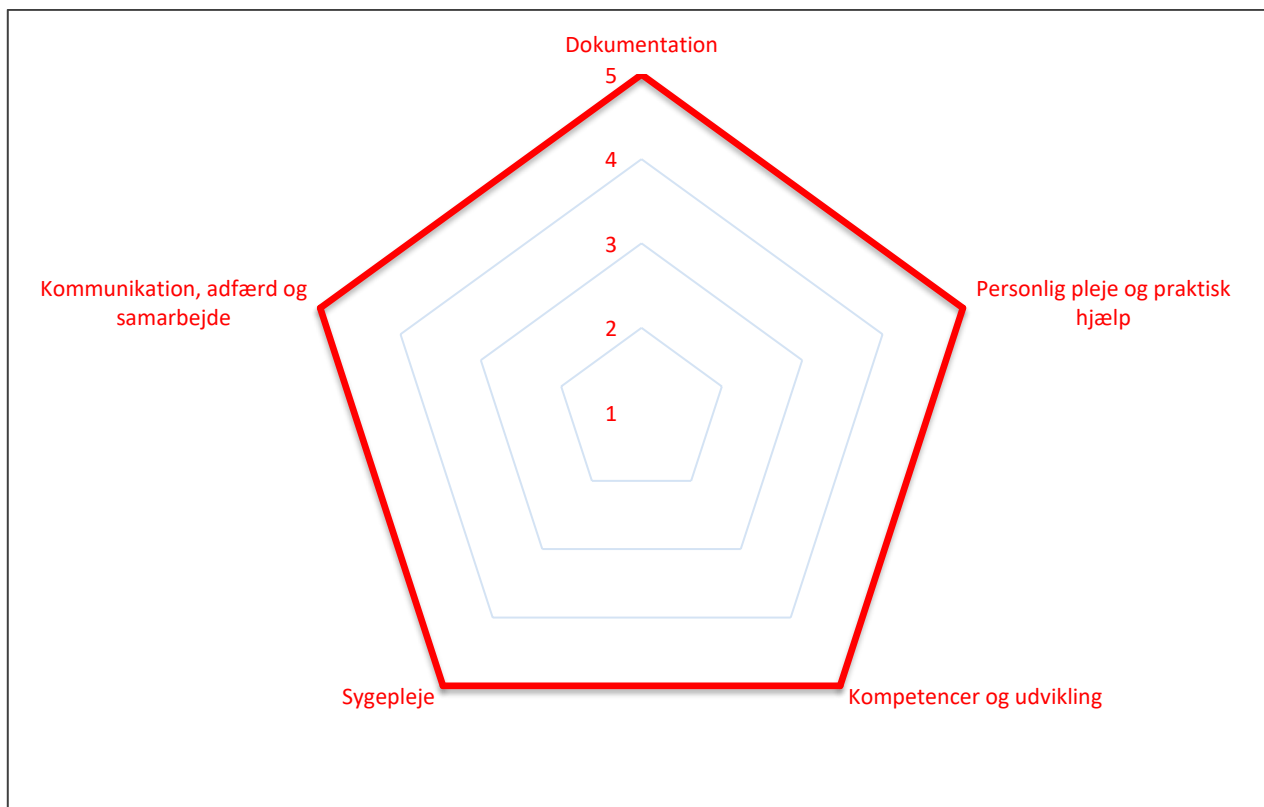 Dokumentation
5
4
3
2
1
Personlig pleje og praktisk
hjælp
Kompetencer og udvikling
Sygepleje
Kommunikation, adfærd og
samarbejde